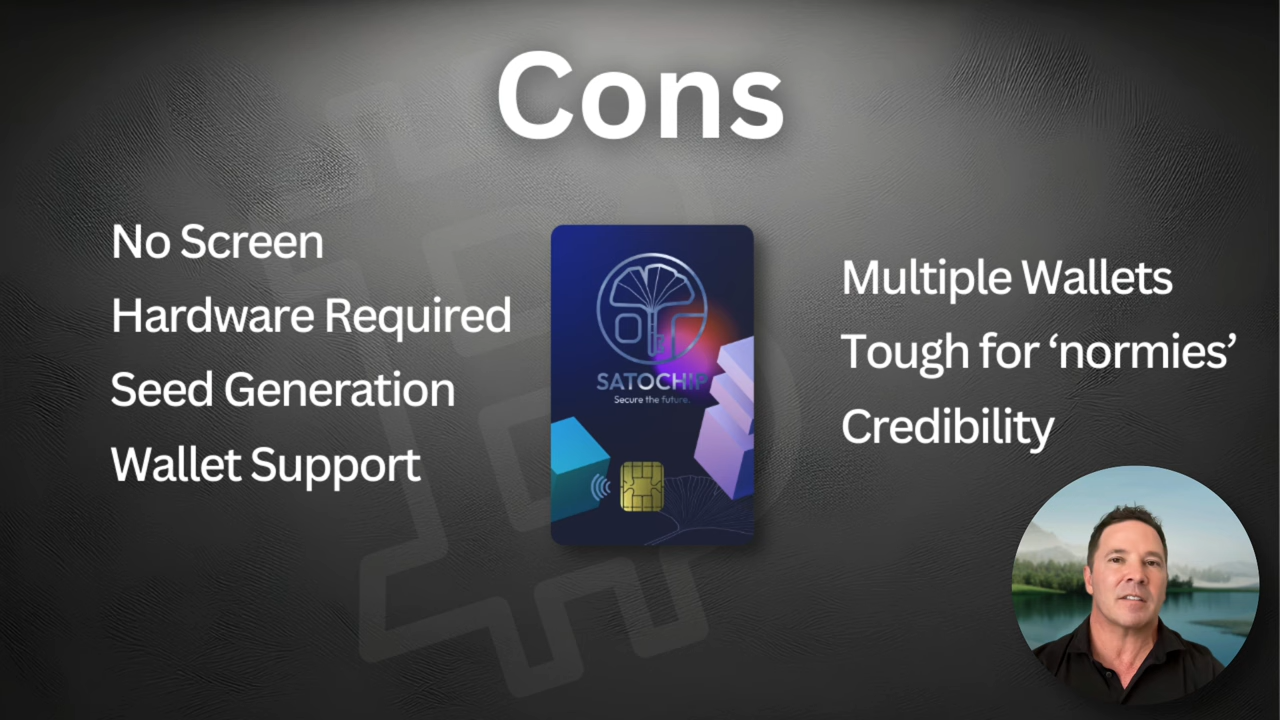 Cons
No Screen
Hardware Required
Seed Generation
Wallet Support
SATOCHIP
Secure the future.
Multiple Wallets
Tough for ‘normies’
Credibility